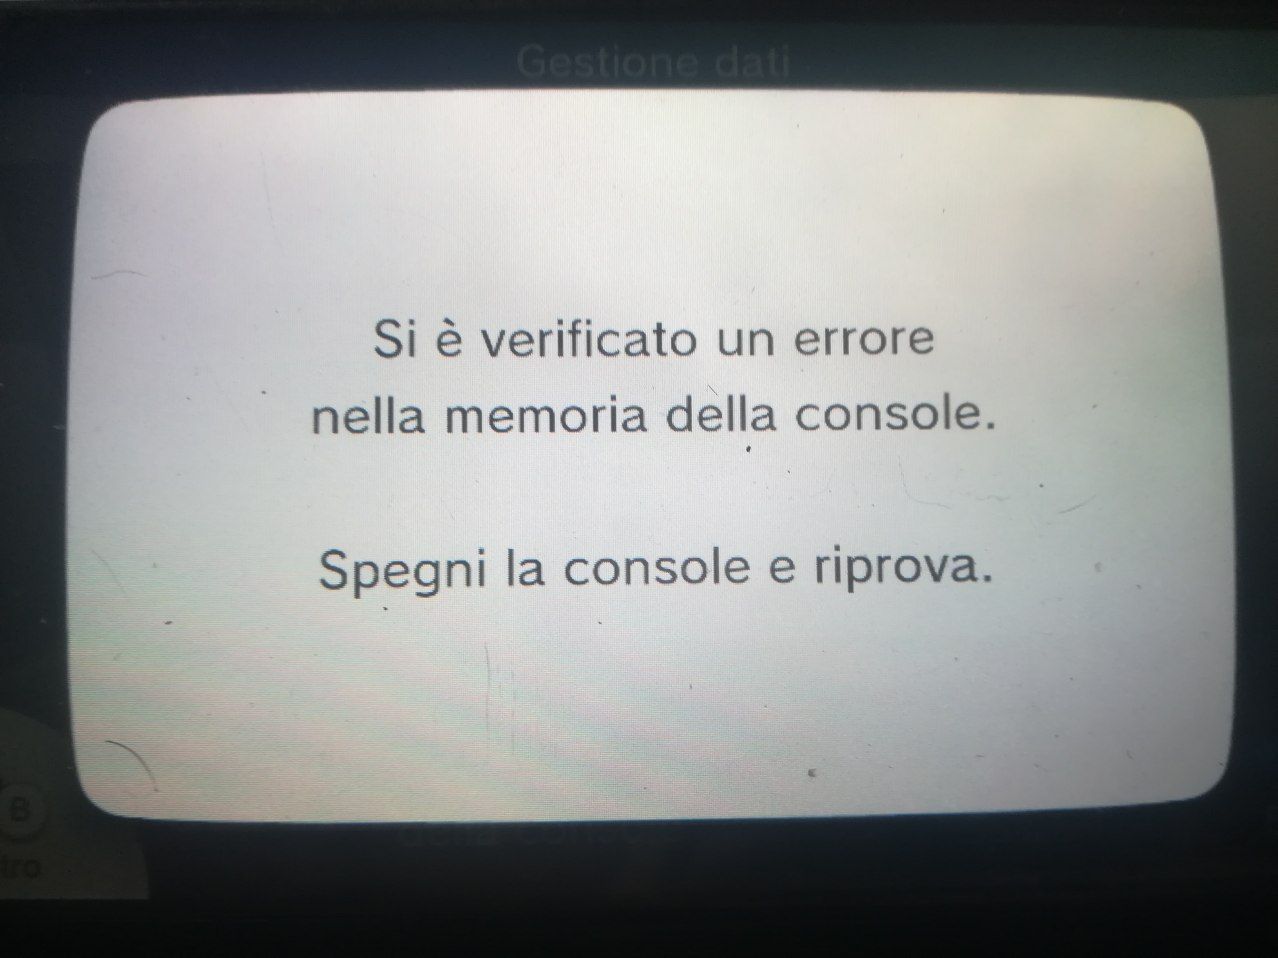 Gestione dati
Si è verificato un errore
nella memoria della console.
Spegni la console e riprova.
B